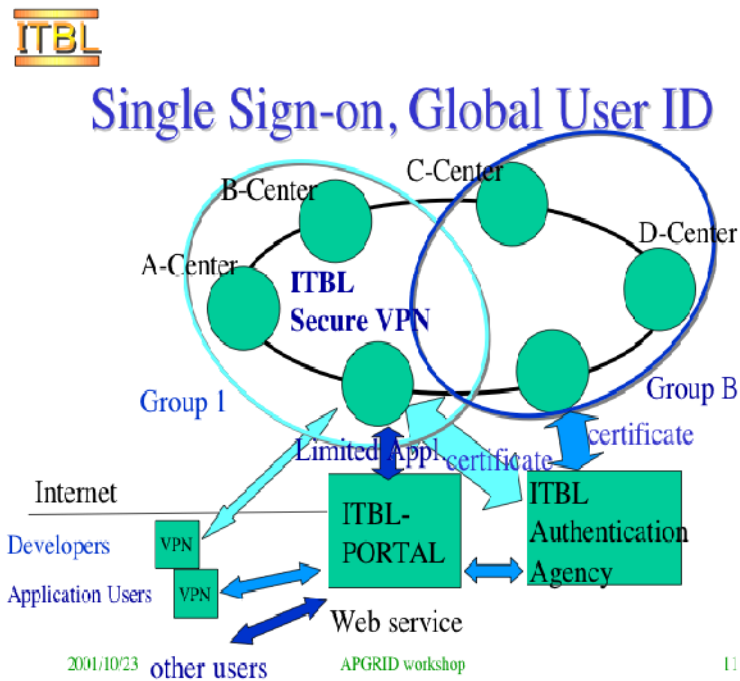 ITBL
Single Sign-on, Global User ID
B-Center
C-Center
A-Center
D-Center
ITBL
Secure VPN
Group 1
Group B
Limited Appl.
certificate
certificate
Internet
ITBL-
PORTAL
ITBL
Authentication
Agency
Developers
VPN
Application Users
VPN
Web service
other users
2001/10/23
APGRID workshop
11